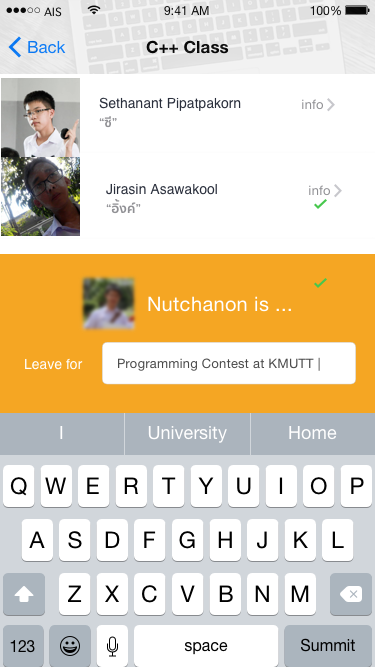 AIS 9:41 AM 100%
Back C++ Class
Sethanant Pipatpakorn info
“ซี”
Jirasin Asawakool info
“อิ้งค์”
Nutchanon is ...
Leave for Programming Contest at KMUTT |
I University Home
Q W E R T Y U I O P
A S D F G H J K L
Z X C V B N M
123 space Summit